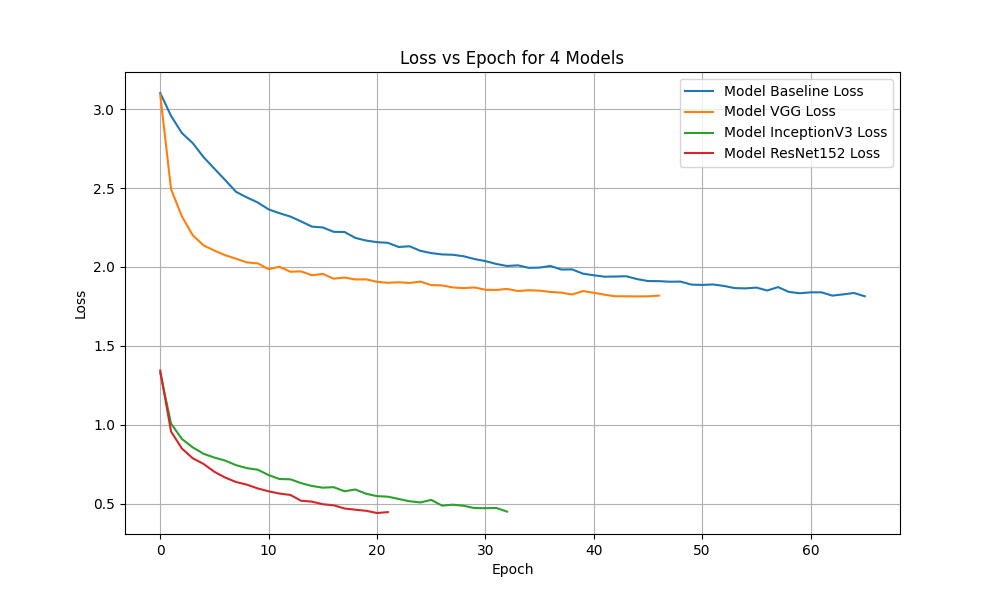 Loss vs Epoch for 4 Models
Model Baseline Loss
Model VGG Loss
Model InceptionV3 Loss
Model ResNet152 Loss
3.0
2.5
2.0
1.5
1.0
0.5
Loss
0 10 20 30 40 50 60
Epoch